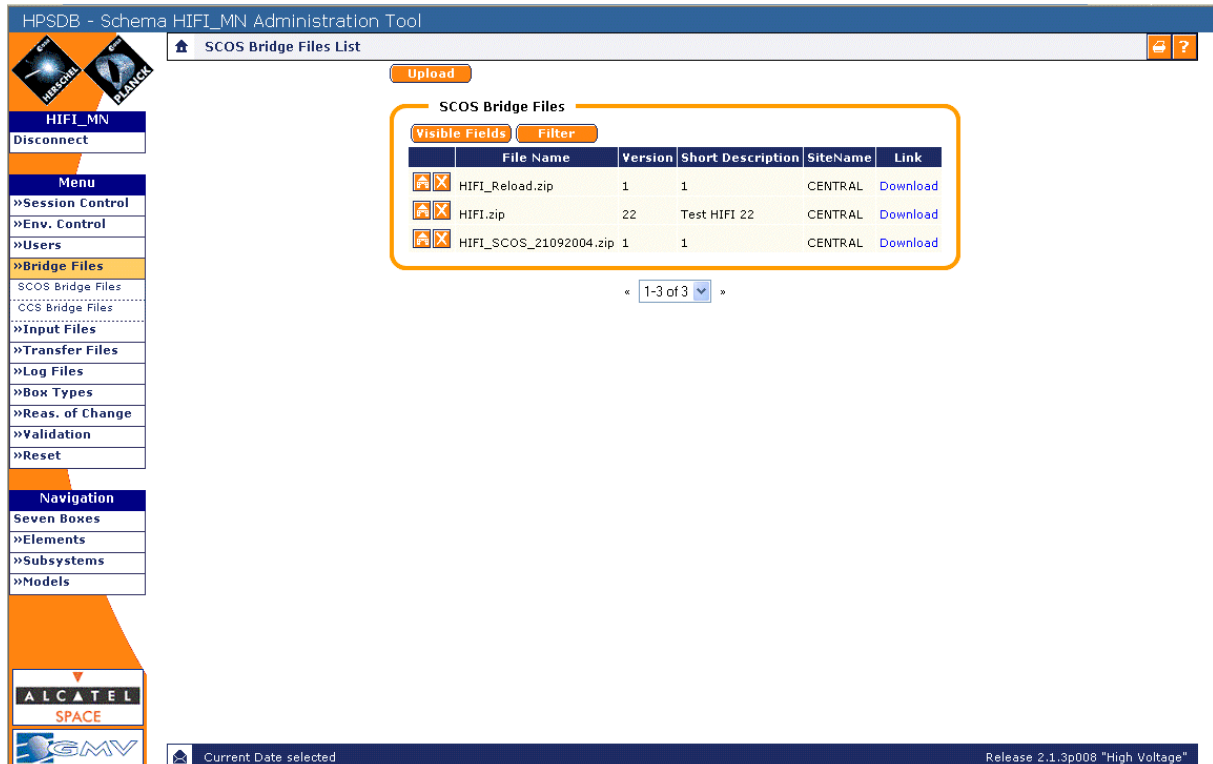 HPSDB - Schema HIFI_MN Administration Tool
esa
HERSCHEL
esa
PLANCK
SCOS Bridge Files List
?
HIFI_MN
Disconnect
Menu
»Session Control
»Env. Control
»Users
»Bridge Files
SCOS Bridge Files
CCS Bridge Files
»Input Files
»Transfer Files
»Log Files
»Box Types
»Reas. of Change
»Validation
»Reset
Navigation
Seven Boxes
»Elements
»Subsystems
»Models
ALCATEL
SPACE
GMV
Upload
SCOS Bridge Files
Visible Fields Filter
File Name Version Short Description SiteName Link
HIFI_Reload.zip 1 1 CENTRAL Download
HIFI.zip 22 Test HIFI 22 CENTRAL Download
HIFI_SCOS_21092004.zip 1 1 CENTRAL Download
« 1-3 of 3 »
Current Date selected Release 2.1.3p008 "High Voltage"